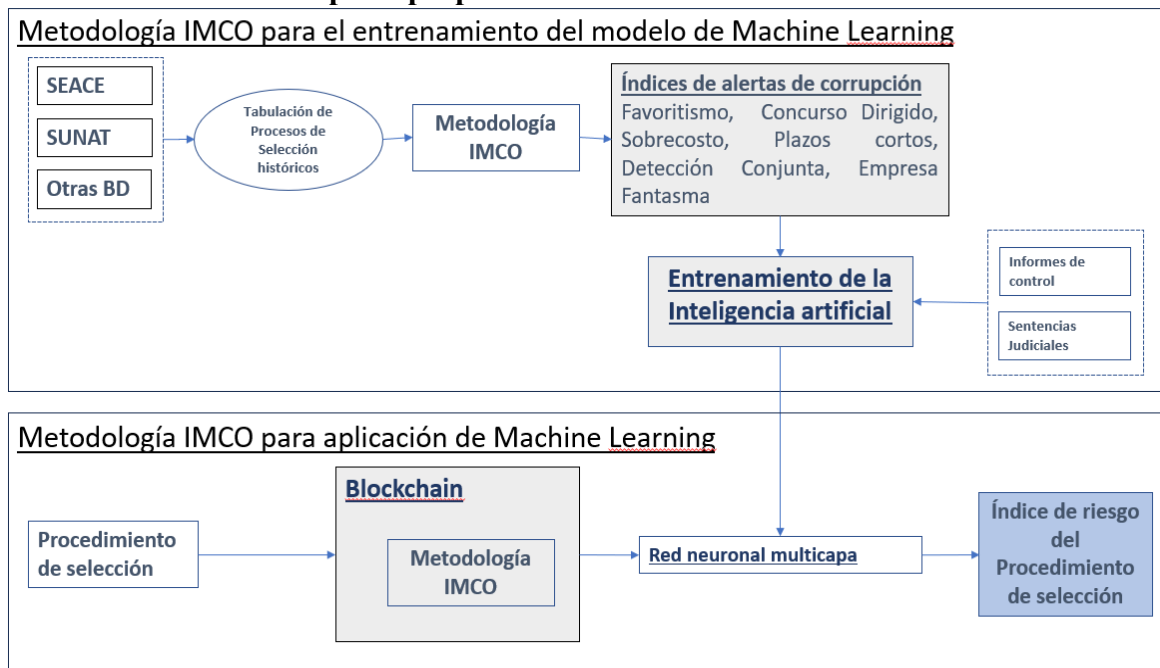 Metodología IMCO para el entrenamiento del modelo de Machine Learning
SEACE
SUNAT
Otras BD
Tabulación de
Procesos de
Selección
históricos
Metodología
IMCO
Índices de alertas de corrupción
Favoritismo, Concurso Dirigido,
Sobrecosto, Plazos cortos,
Detección Conjunta, Empresa
Fantasma
Entrenamiento de la
Inteligencia artificial
Informes de
control
Sentencias
Judiciales
Metodología IMCO para aplicación de Machine Learning
Procedimiento
de selección
Blockchain
Metodología
IMCO
Red neuronal multicapa
Índice de riesgo
del
Procedimiento
de selección